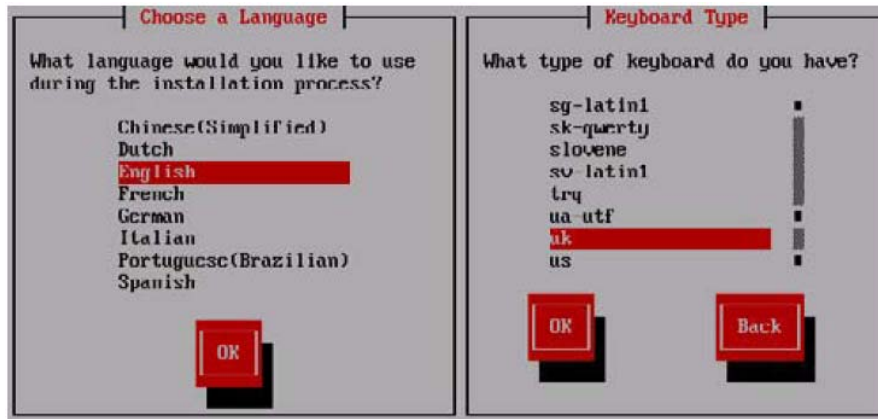 Choose a Language
What language would you like to use
during the installation process?
Chinese(Simplified)
Dutch
English
French
German
Italian
Portuguese(Brazilian)
Spanish
OK
Keyboard Type
What type of keyboard do you have?
sg-latin1
sk-qwerty
slovene
sv-latin1
trq
ua-utf
uk
us
OK
Back